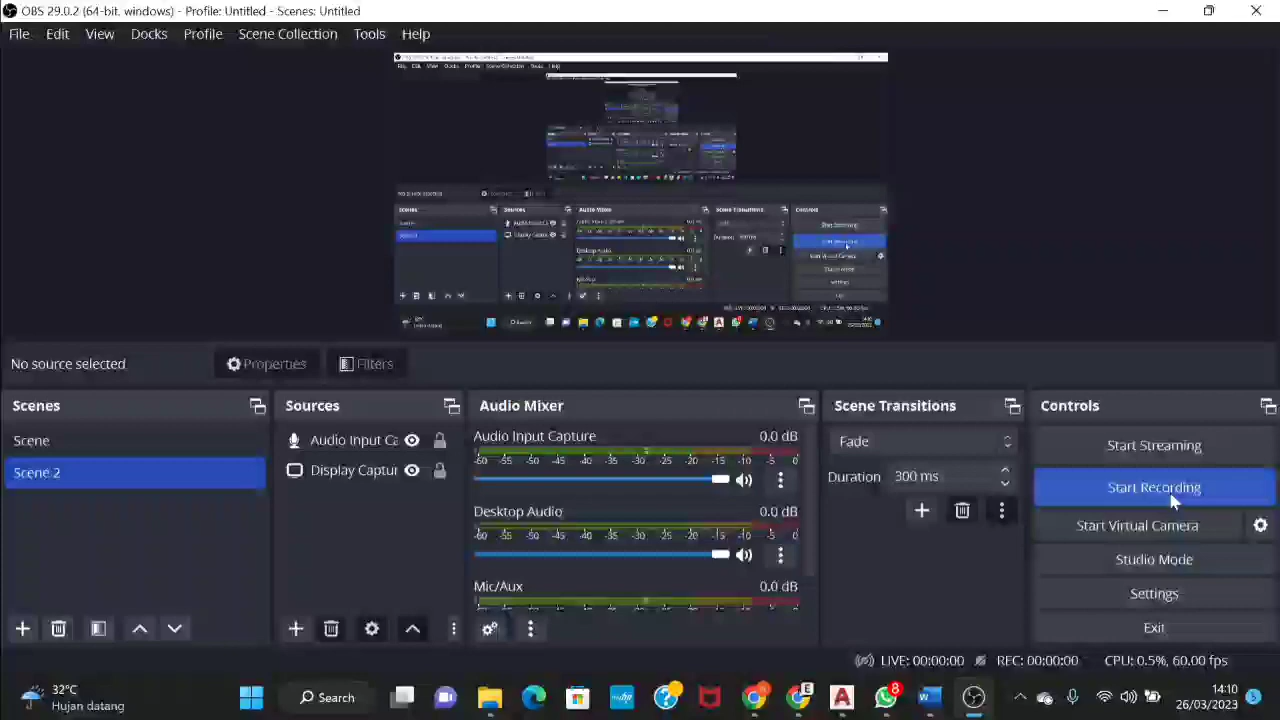 OBS 29.0.2 (64-bit, windows) - Profile: Untitled - Scenes: Untitled
File Edit View Docks Profile Scene Collection Tools Help
No source selected Properties Filters
Scenes
Scene
Scene 2
Sources
Audio Input Ca
Display Captur
Audio Mixer
Audio Input Capture 0.0 dB
-60 -55 -50 -45 -40 -35 -30 -25 -20 -15 -10 -5 0
Desktop Audio 0.0 dB
-60 -55 -50 -45 -40 -35 -30 -25 -20 -15 -10 -5 0
Mic/Aux 0.0 dB
Scene Transitions
Fade
Duration 300 ms
Controls
Start Streaming
Start Recording
Start Virtual Camera
Studio Mode
Settings
Exit
LIVE: 00:00:00 REC: 00:00:00 CPU: 0.5%, 60.00 fps
32°C
Hujan datang
Search
8
14:10
26/03/2023